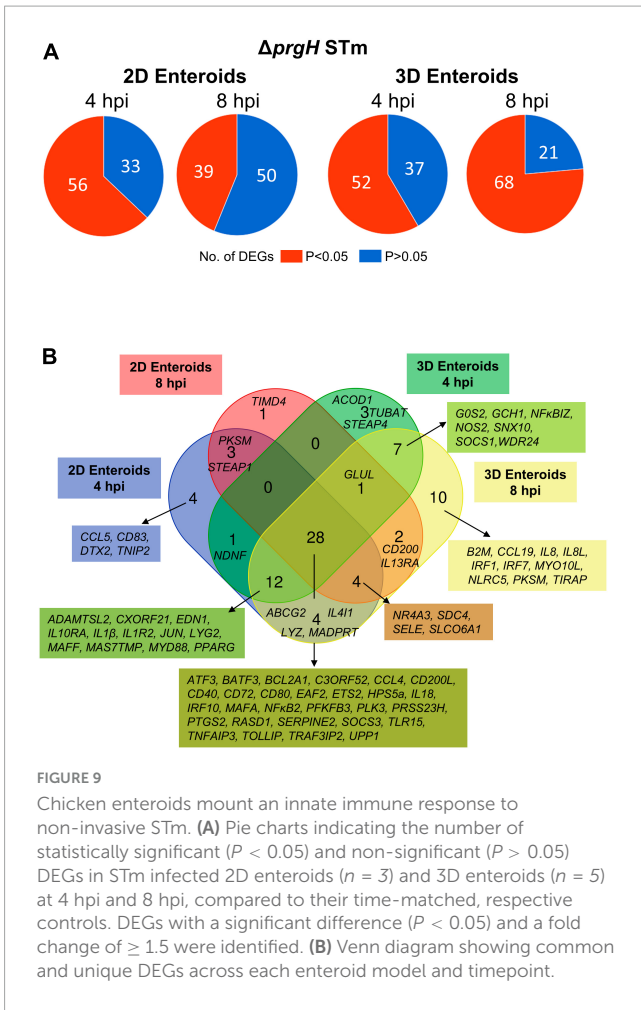 A
ΔprgH STm
2D Enteroids
3D Enteroids
4 hpi
8 hpi
4 hpi
8 hpi
33
56
39
50
37
52
21
68
No. of DEGs P<0.05 P>0.05
B
2D Enteroids
8 hpi
3D Enteroids
4 hpi
2D Enteroids
4 hpi
3D Enteroids
8 hpi
TIMD4
1
ACOD1
3 TUBAT
STEAP4
PKSM
3
STEAP1
0
7
G0S2, GCH1, NFκBIZ,
NOS2, SNX10,
SOCS1,WDR24
4
0
GLUL
1
10
CCL5, CD83,
DTX2, TNIP2
1
NDNF
28
2
CD200
IL13RA
B2M, CCL19, IL8, IL8L,
IRF1, IRF7, MYO10L,
NLRC5, PKSM, TIRAP
12
4
ABCG2 IL4I1
4
LYZ, MADPRT
ADAMTSL2, CXORF21, EDN1,
IL10RA, IL1β, IL1R2, JUN, LYG2,
MAFF, MAS7TMP, MYD88, PPARG
NR4A3, SDC4,
SELE, SLCO6A1
ATF3, BATF3, BCL2A1, C3ORF52, CCL4, CD200L,
CD40, CD72, CD80, EAF2, ETS2, HPS5a, IL18,
IRF10, MAFA, NFκB2, PFKFB3, PLK3, PRSS23H,
PTGS2, RASD1, SERPINE2, SOCS3, TLR15,
TNFAIP3, TOLLIP, TRAF3IP2, UPP1
FIGURE 9
Chicken enteroids mount an innate immune response to
non-invasive STm. (A) Pie charts indicating the number of
statistically significant (P < 0.05) and non-significant (P > 0.05)
DEGs in STm infected 2D enteroids (n = 3) and 3D enteroids (n = 5)
at 4 hpi and 8 hpi, compared to their time-matched, respective
controls. DEGs with a significant difference (P < 0.05) and a fold
change of ≥ 1.5 were identified. (B) Venn diagram showing common
and unique DEGs across each enteroid model and timepoint.